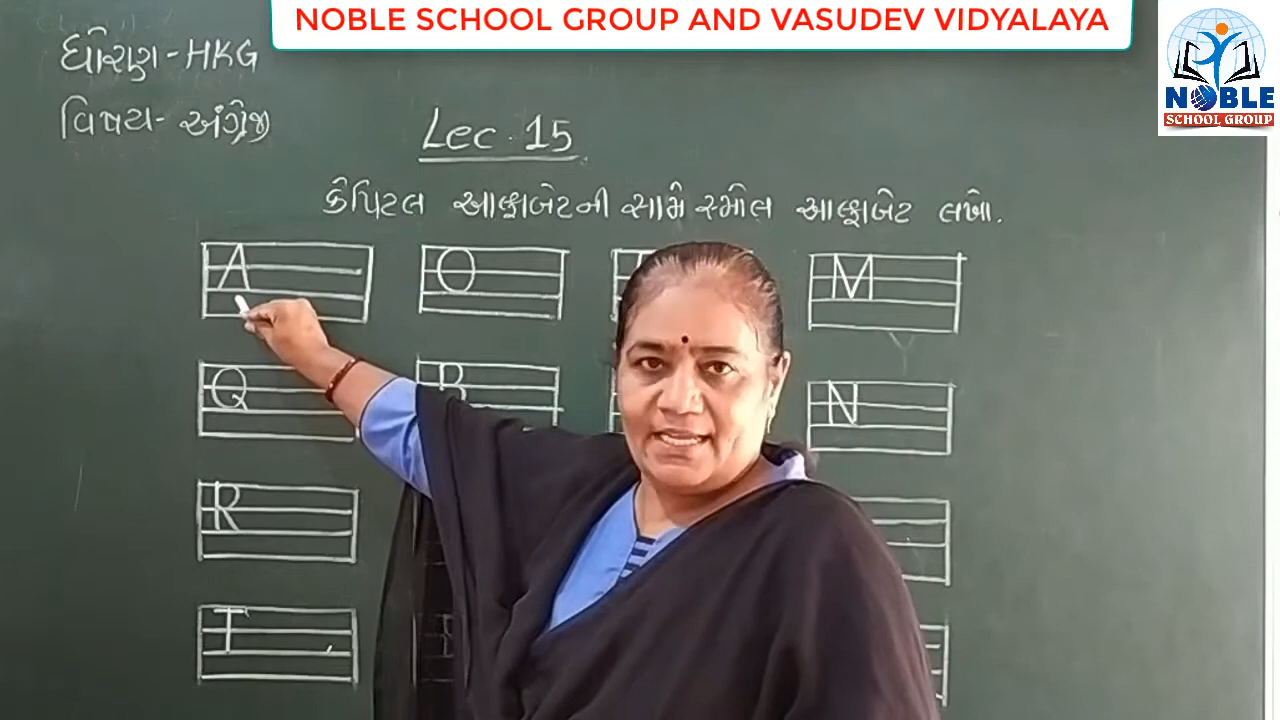 NOBLE SCHOOL GROUP AND VASUDEV VIDYALAYA
NOBLE
SCHOOL GROUP
ધોરણ - HKG
વિષય - અંગ્રેજી
Lec. 15
કેપિટલ આલ્ફાબેટની સામે સ્મોલ આલ્ફાબેટ લખો.
A O M
Q B N
R
T